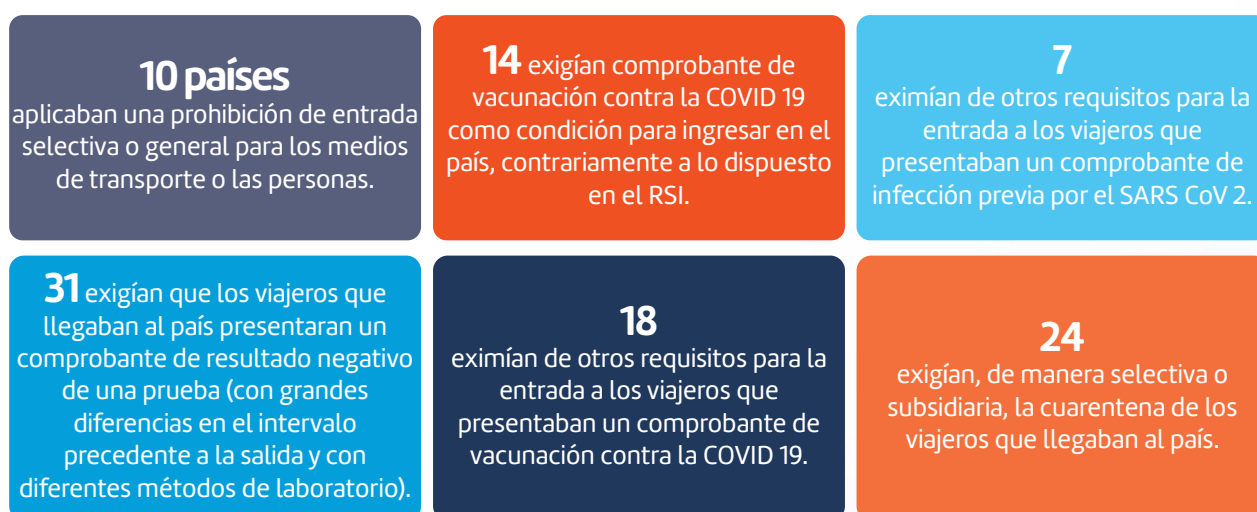 10 países
aplicaban una prohibición de entrada
selectiva o general para los medios
de transporte o las personas.
14 exigían comprobante de
vacunación contra la COVID 19
como condición para ingresar en el
país, contrariamente a lo dispuesto
en el RSI.
7
eximían de otros requisitos para la
entrada a los viajeros que
presentaban un comprobante de
infección previa por el SARS CoV 2.
31 exigían que los viajeros que
llegaban al país presentaran un
comprobante de resultado negativo
de una prueba (con grandes
diferencias en el intervalo
precedente a la salida y con
diferentes métodos de laboratorio).
18
eximían de otros requisitos para la
entrada a los viajeros que
presentaban un comprobante de
vacunación contra la COVID 19.
24
exigían, de manera selectiva o
subsidiaria, la cuarentena de los
viajeros que llegaban al país.